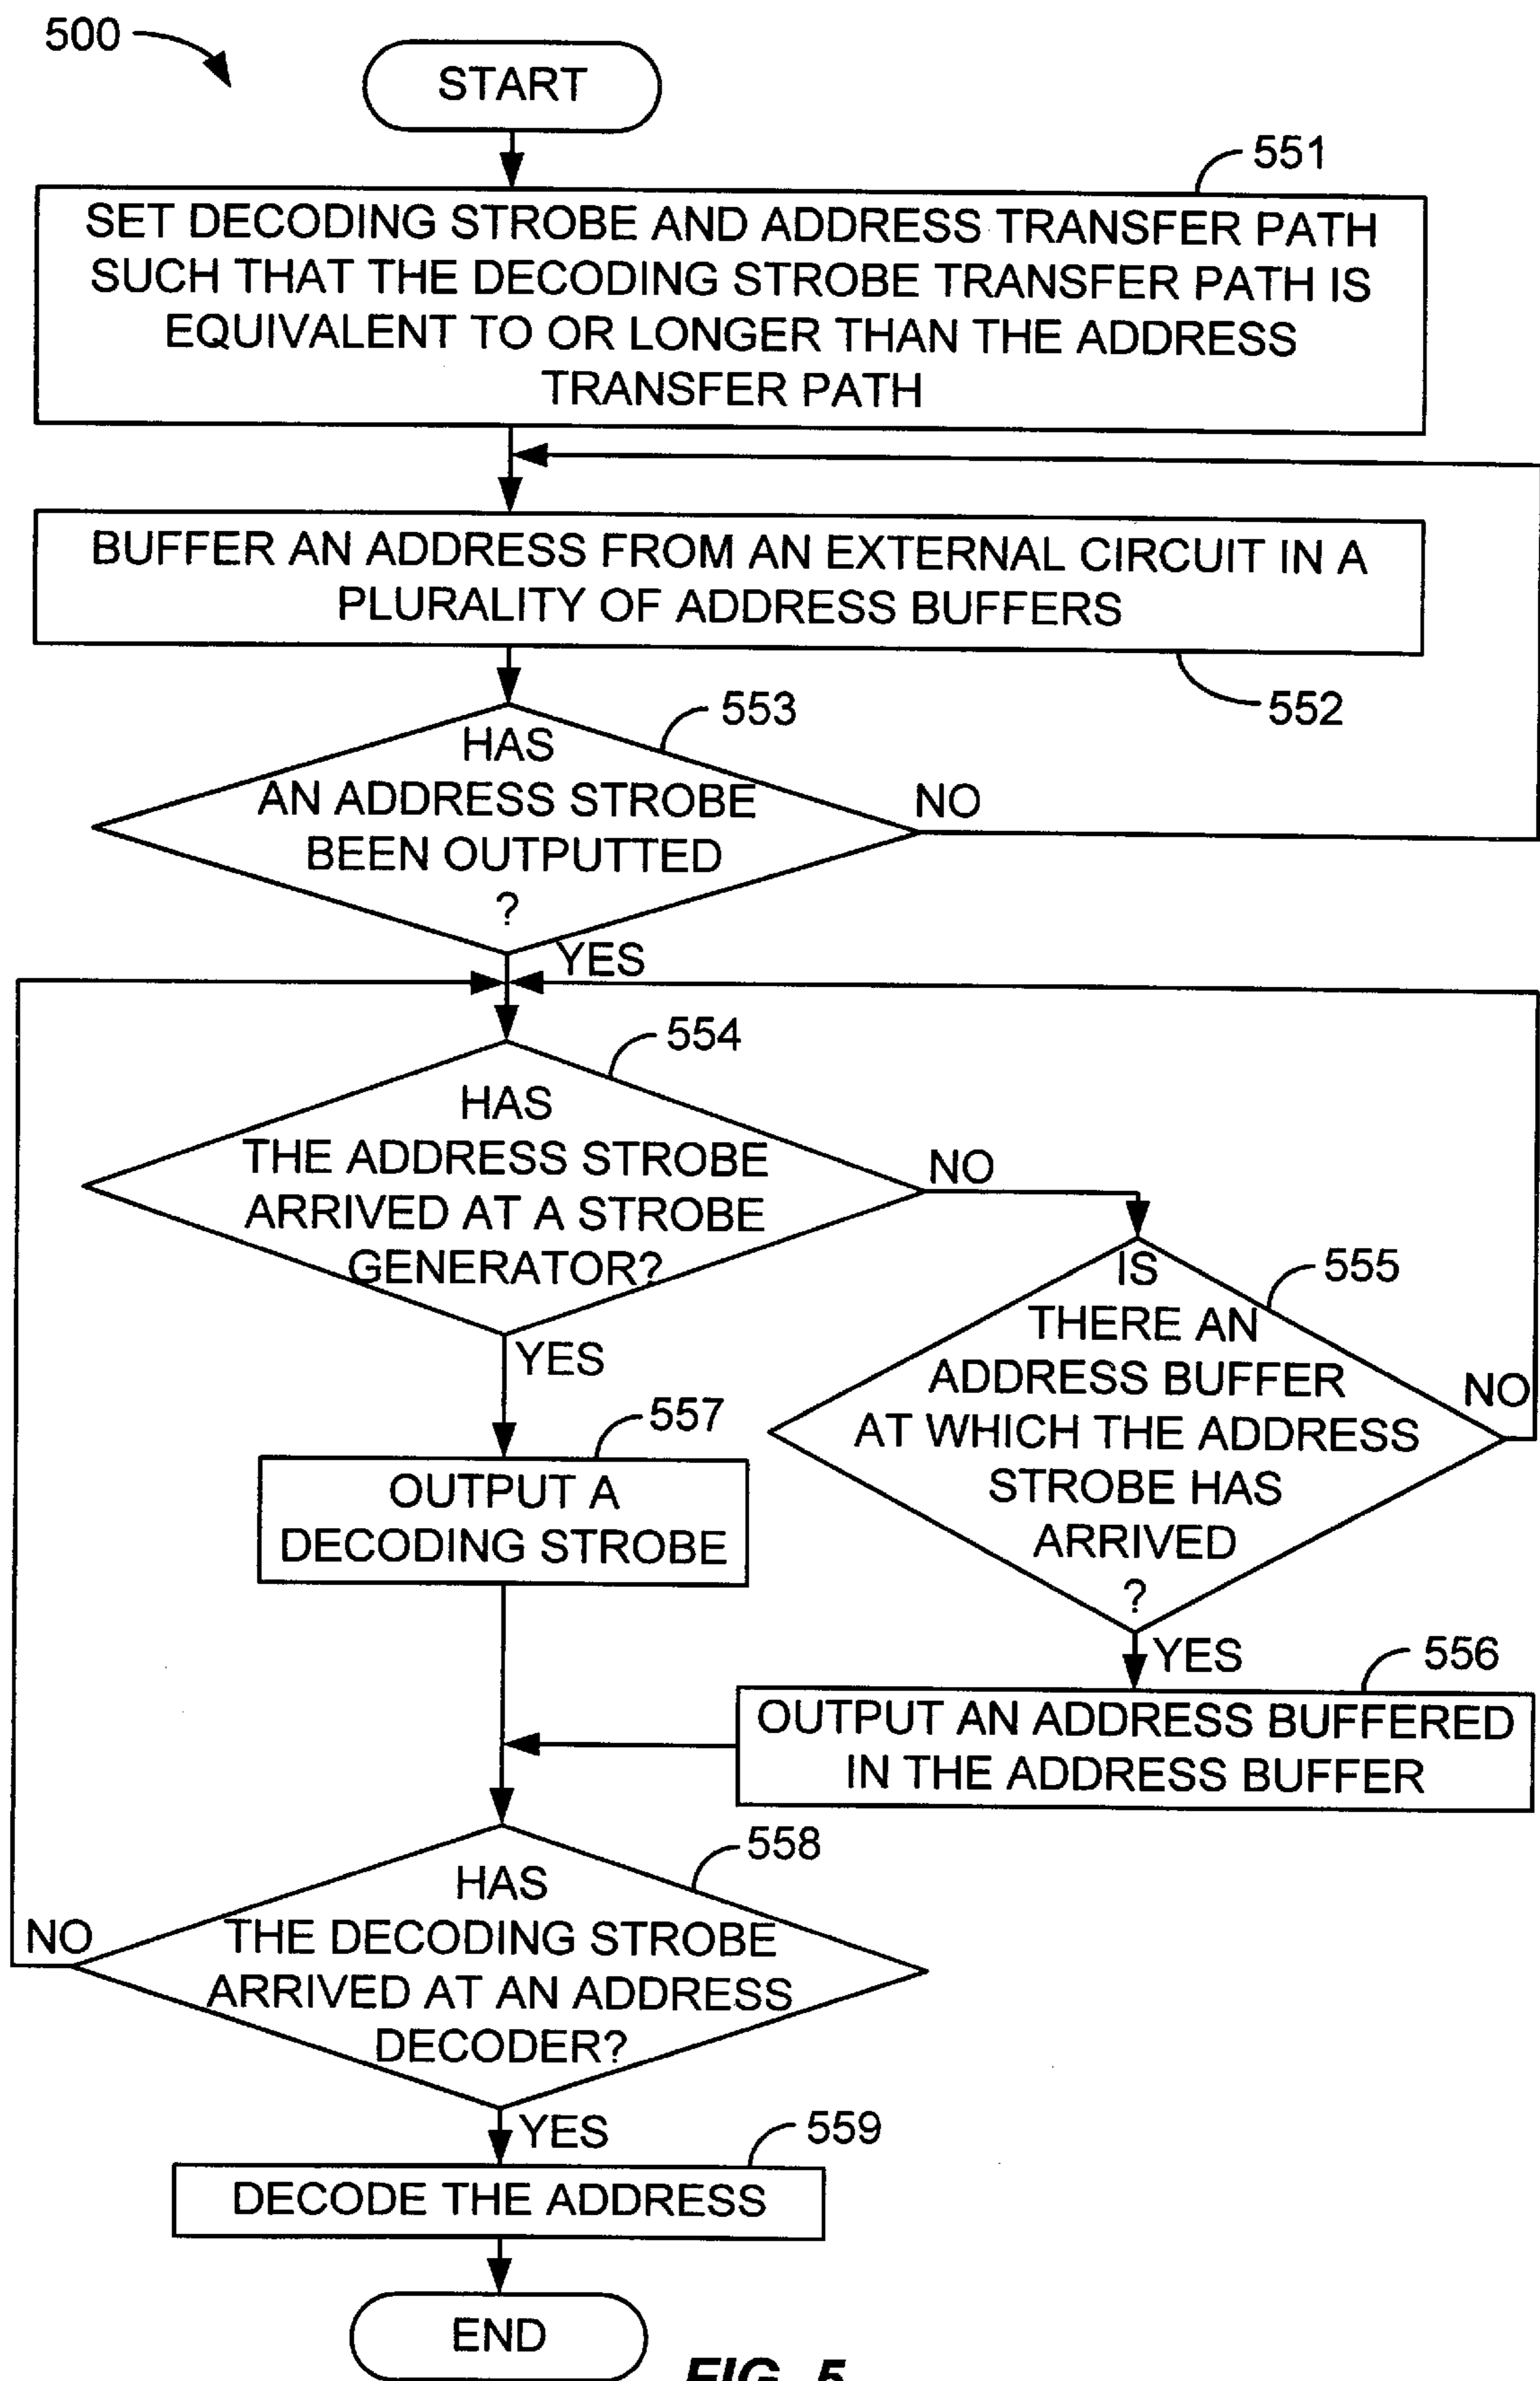 500
START
551
SET DECODING STROBE AND ADDRESS TRANSFER PATH
SUCH THAT THE DECODING STROBE TRANSFER PATH IS
EQUIVALENT TO OR LONGER THAN THE ADDRESS
TRANSFER PATH
BUFFER AN ADDRESS FROM AN EXTERNAL CIRCUIT IN A
PLURALITY OF ADDRESS BUFFERS
552
553
HAS
AN ADDRESS STROBE
BEEN OUTPUTTED
?
NO
YES
554
HAS
THE ADDRESS STROBE
ARRIVED AT A STROBE
GENERATOR?
NO
YES
555
IS
THERE AN
ADDRESS BUFFER
AT WHICH THE ADDRESS
STROBE HAS
ARRIVED
?
NO
YES
557
OUTPUT A
DECODING STROBE
556
OUTPUT AN ADDRESS BUFFERED
IN THE ADDRESS BUFFER
558
HAS
THE DECODING STROBE
ARRIVED AT AN ADDRESS
DECODER?
NO
YES
559
DECODE THE ADDRESS
END
FIG. 5